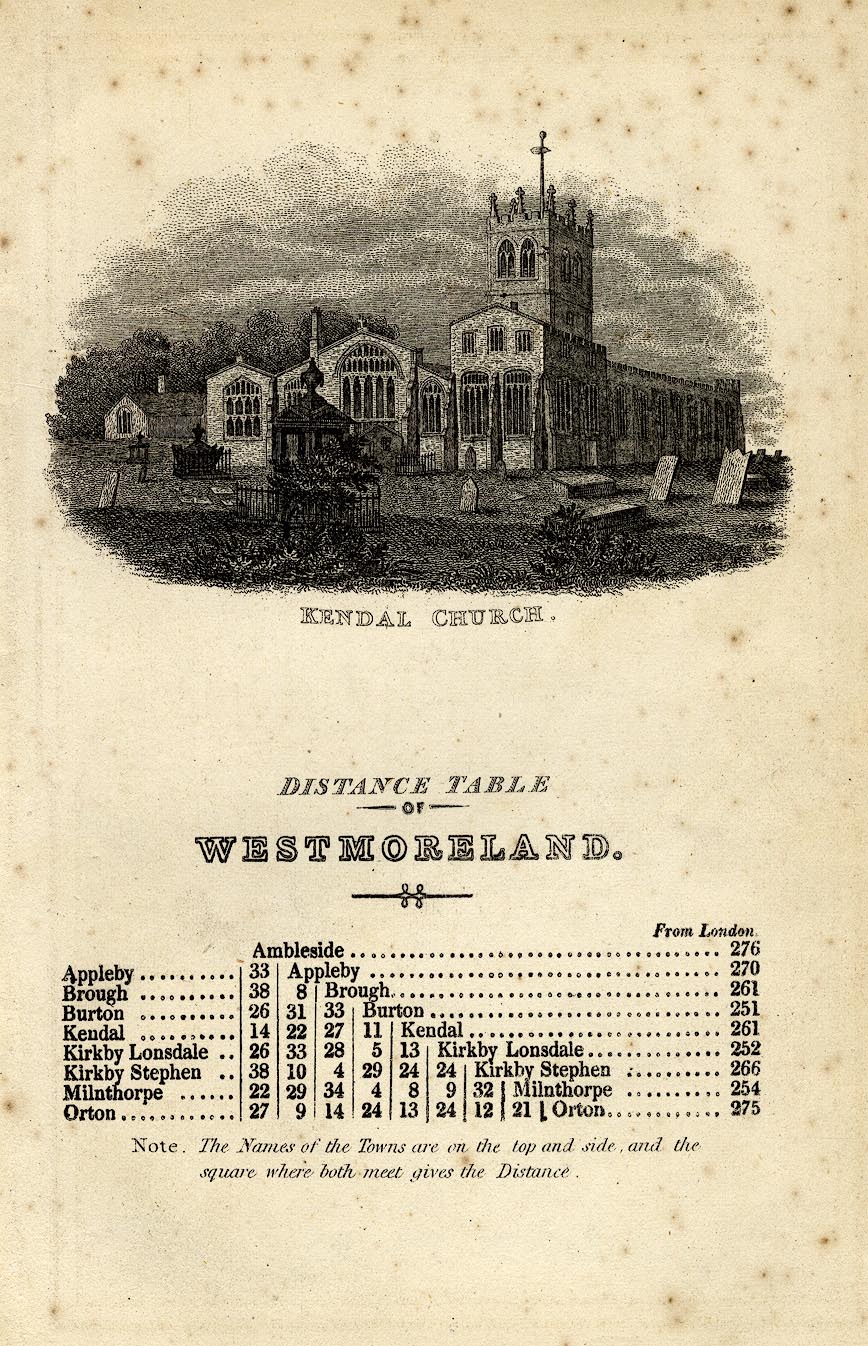 KENDAL CHURCH.
DISTANCE TABLE
OF
WESTMORELAND.
From London.
Ambleside ........................................ 276
Appleby .......... 33 Appleby ...................................... 270
Brough .......... 38 8 Brough................................... 261
Burton .......... 26 31 33 Burton ............................... 251
Kendal .......... 14 22 27 11 Kendal........................... 261
Kirkby Lonsdale .. 26 33 28 5 13 Kirkby Lonsdale.............. 252
Kirkby Stephen .. 38 10 4 29 24 24 Kirkby Stephen .......... 266
Milnthorpe ...... 22 29 34 4 8 9 32 Milnthorpe .......... 254
Orton............ 27 9 14 24 13 24 12 21 Orton............ 275
Note. The Names of the Towns are on the top and side, and the
square where both meet gives the Distance.